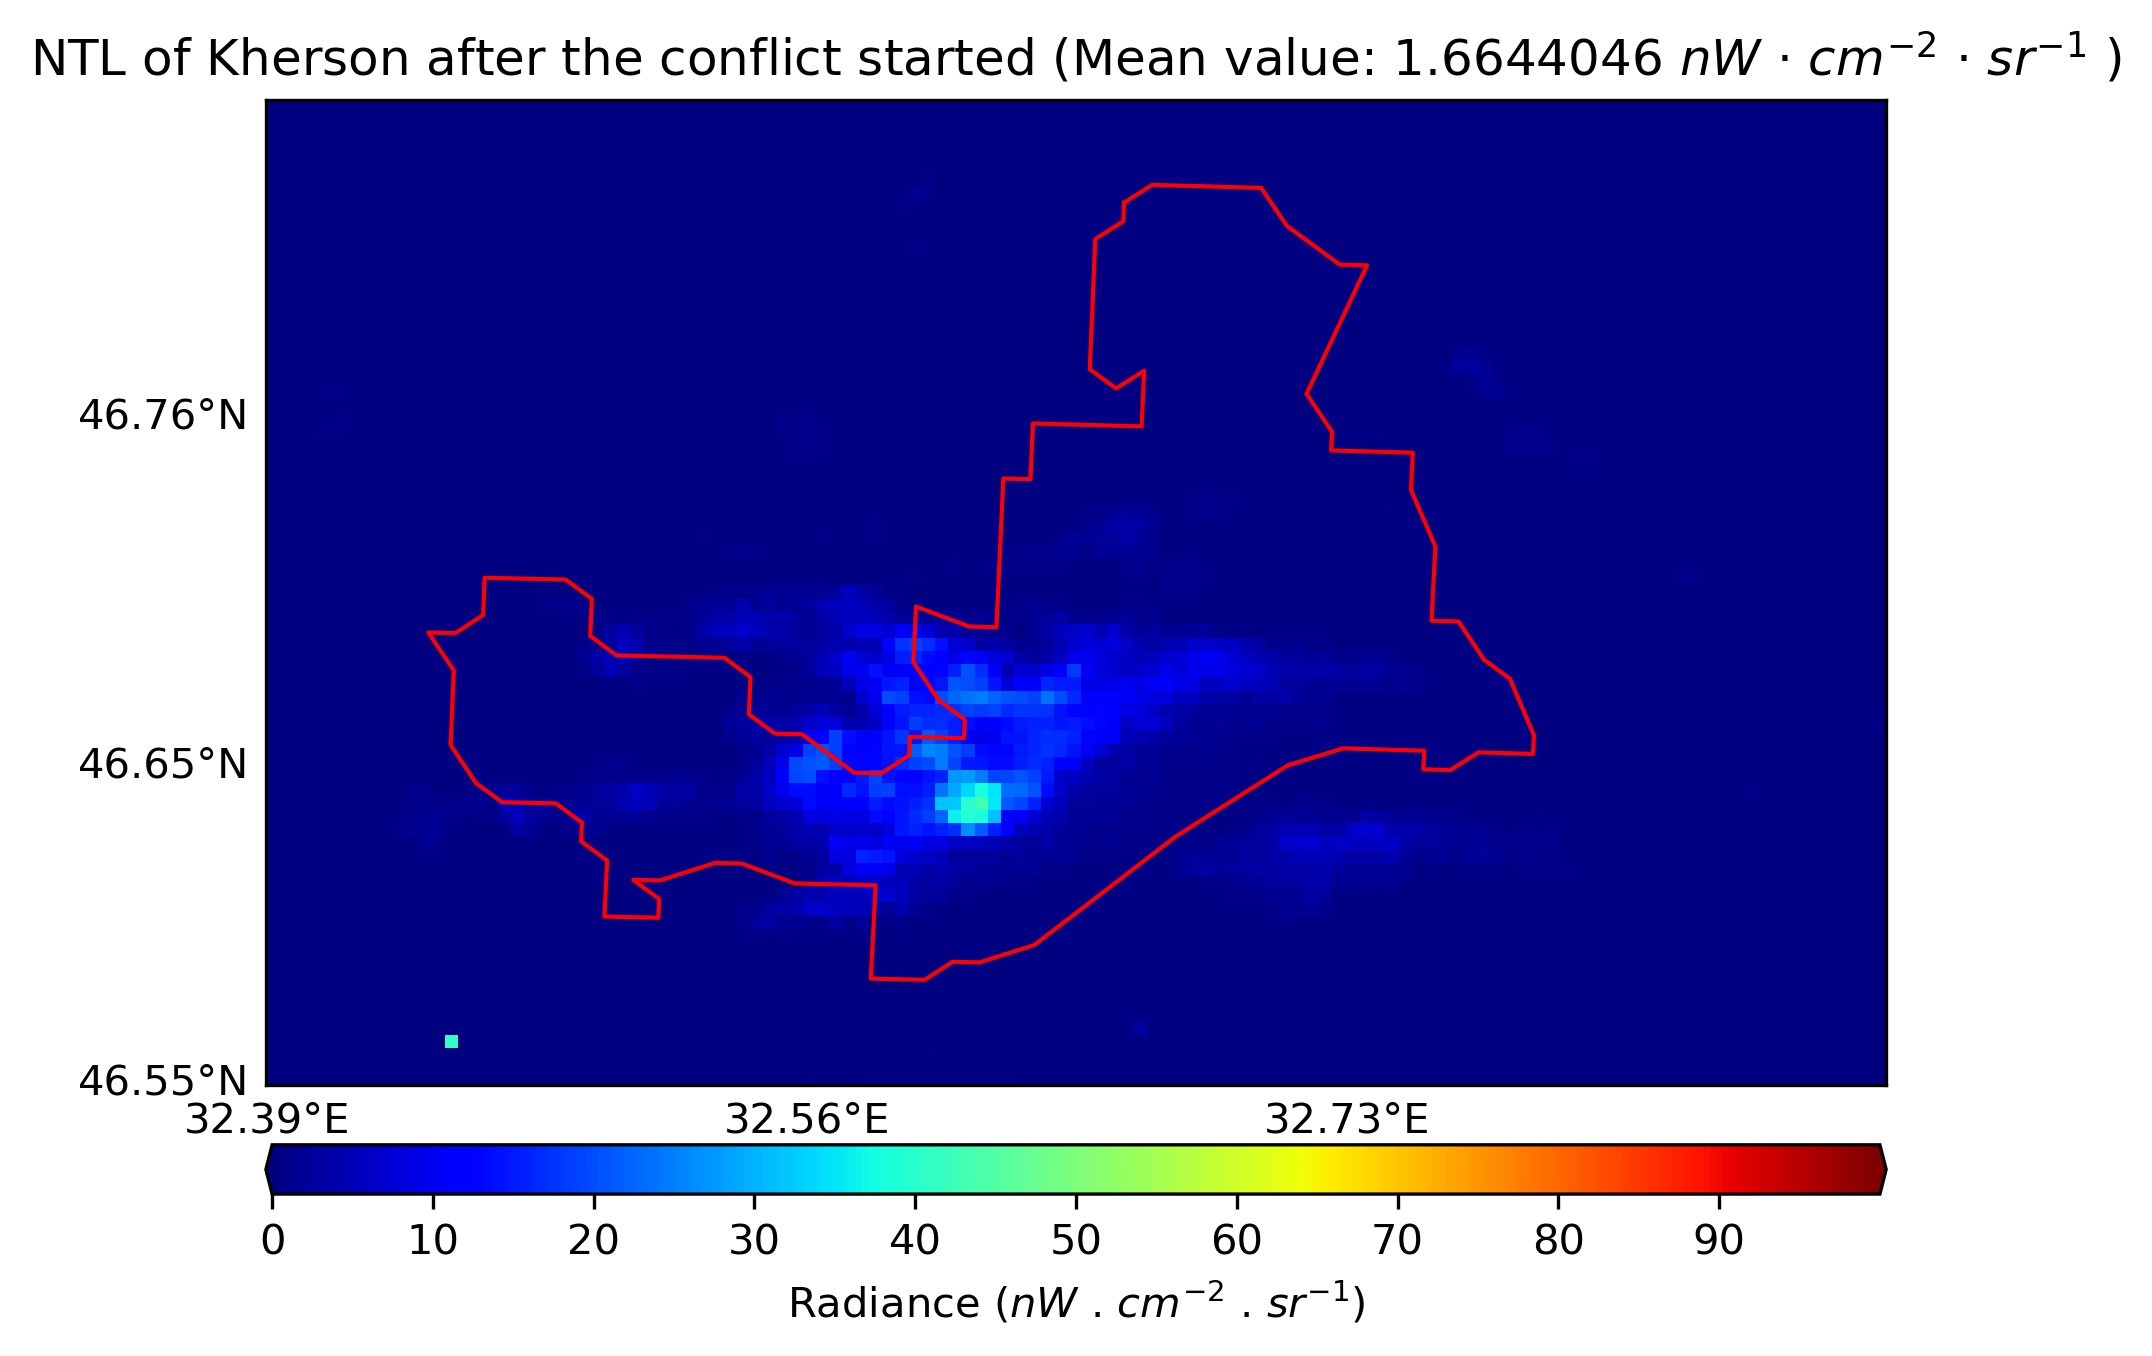 NTL of Kherson after the conflict started (Mean value: 1.6644046 nW · cm⁻² · sr⁻¹ )
46.76°N
46.65°N
46.55°N
32.39°E 32.56°E 32.73°E
0 10 20 30 40 50 60 70 80 90
Radiance (nW . cm⁻² . sr⁻¹)